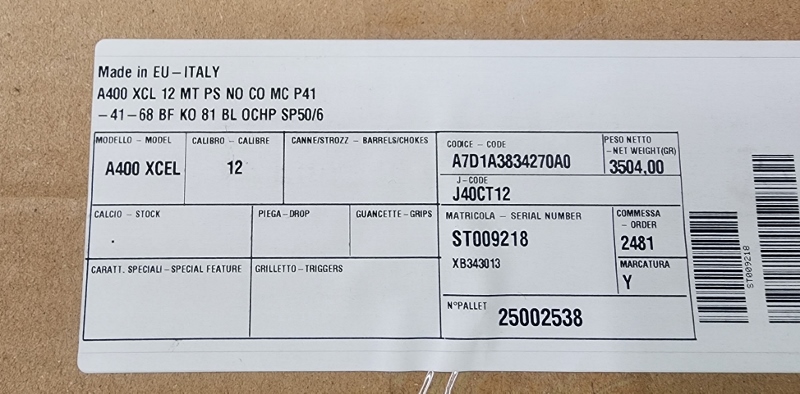 Made in EU-ITALY
A400 XCL 12 MT PS NO CO MC P41
-41-68 BF KO 81 BL OCHP SP50/6
MODELLO - MODEL
A400 XCEL
CALIBRO - CALIBRE
12
CANNE/STROZZ - BARRELS/CHOKES
CODICE - CODE
A7D1A3834270A0
PESO NETTO
- NET WEIGHT(GR)
3504,00
J-CODE
J40CT12
CALCIO - STOCK
.
PIEGA-DROP
GUANCETTE-GRIPS
MATRICOLA - SERIAL NUMBER
ST009218
XB343013
COMMESSA
- ORDER
2481
MARCATURA
Y
CARATT. SPECIALI-SPECIAL FEATURE
GRILLETTO-TRIGGERS
N°PALLET
25002538
ST009218